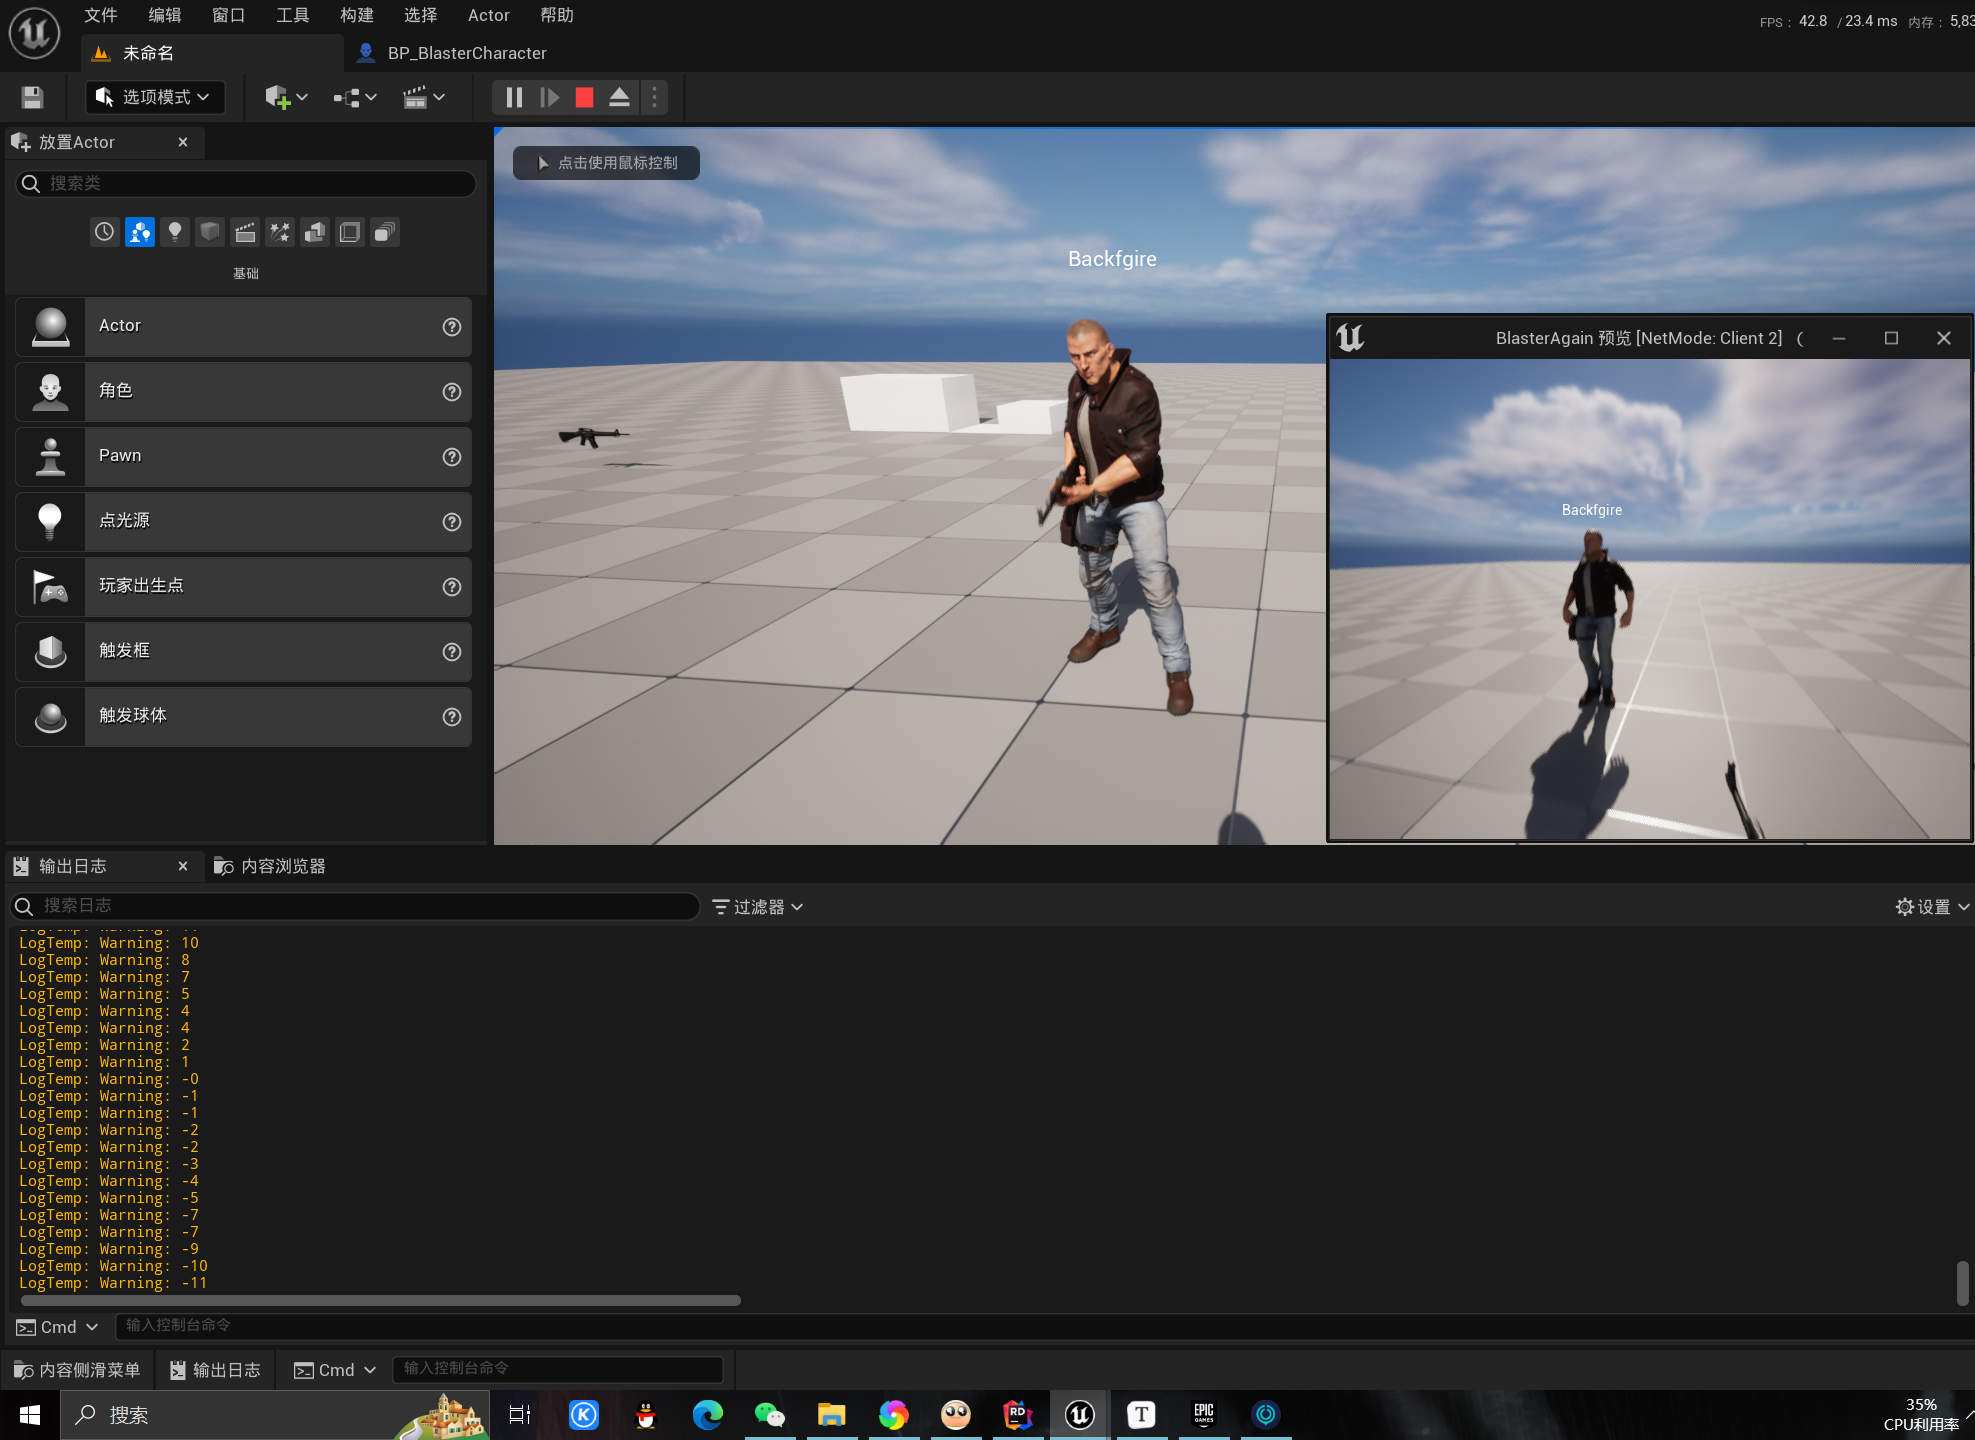 文件 编辑 窗口 工具 构建 选择 Actor 帮助
FPS： 42.8 / 23.4 ms 内存： 5,83
未命名
BP_BlasterCharacter
选项模式
放置Actor
搜索类
基础
Actor
角色
Pawn
点光源
玩家出生点
触发框
触发球体
点击使用鼠标控制
Backfgire
BlasterAgain 预览 [NetMode: Client 2] (
Backfgire
输出日志
内容浏览器
搜索日志
过滤器
设置
LogTemp: Warning: 10
LogTemp: Warning: 8
LogTemp: Warning: 7
LogTemp: Warning: 5
LogTemp: Warning: 4
LogTemp: Warning: 4
LogTemp: Warning: 2
LogTemp: Warning: 1
LogTemp: Warning: -0
LogTemp: Warning: -1
LogTemp: Warning: -1
LogTemp: Warning: -2
LogTemp: Warning: -2
LogTemp: Warning: -3
LogTemp: Warning: -4
LogTemp: Warning: -5
LogTemp: Warning: -7
LogTemp: Warning: -7
LogTemp: Warning: -9
LogTemp: Warning: -10
LogTemp: Warning: -11
Cmd 输入控制台命令
内容侧滑菜单 输出日志 Cmd 输入控制台命令
搜索
RD
T
EPIC GAMES
35%
CPU利用率